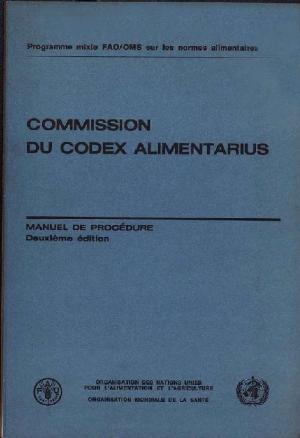 Programme mixte FAO/OMS sur les normes alimentaires
COMMISSION
DU CODEX ALIMENTARIUS
MANUEL DE PROCÉDURE
Deuxième édition
ORGANISATION DES NATIONS UNIES
POUR L'ALIMENTATION ET L'AGRICULTURE
ORGANISATION MONDIALE DE LA SANTÉ